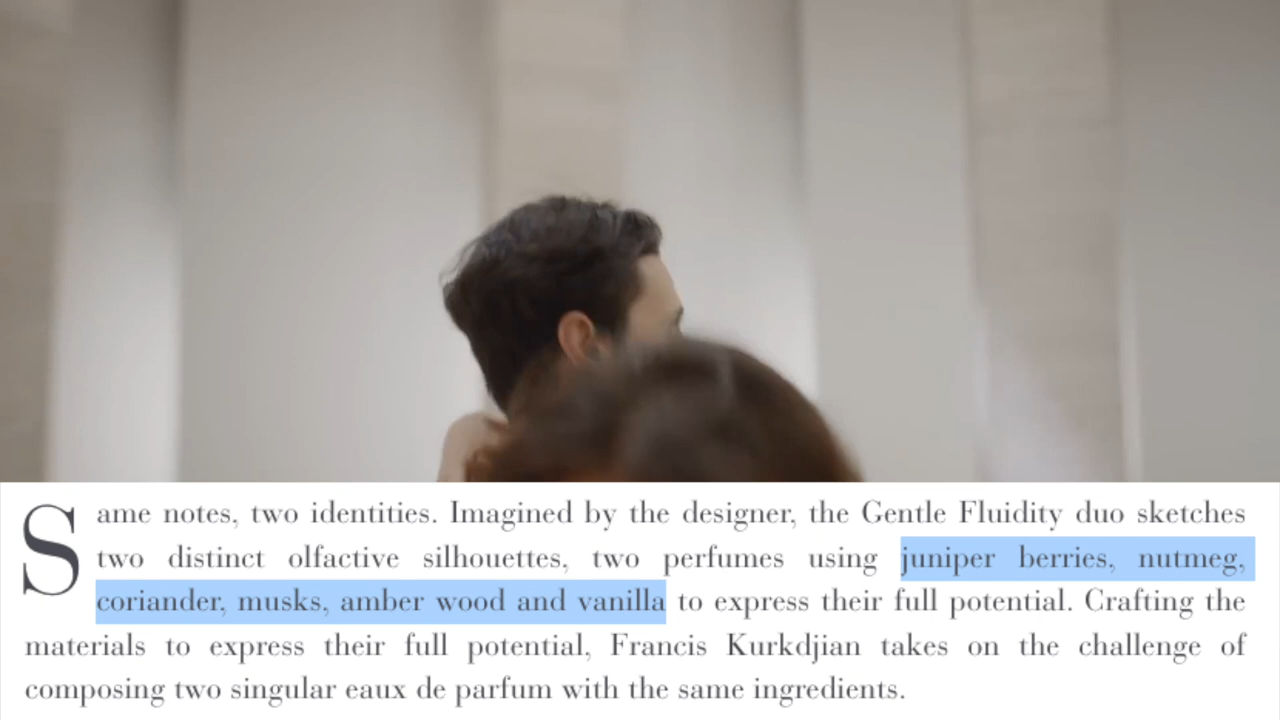 Same notes, two identities. Imagined by the designer, the Gentle Fluidity duo sketches
two distinct olfactive silhouettes, two perfumes using juniper berries, nutmeg,
coriander, musks, amber wood and vanilla to express their full potential. Crafting the
materials to express their full potential, Francis Kurkdjian takes on the challenge of
composing two singular eaux de parfum with the same ingredients.